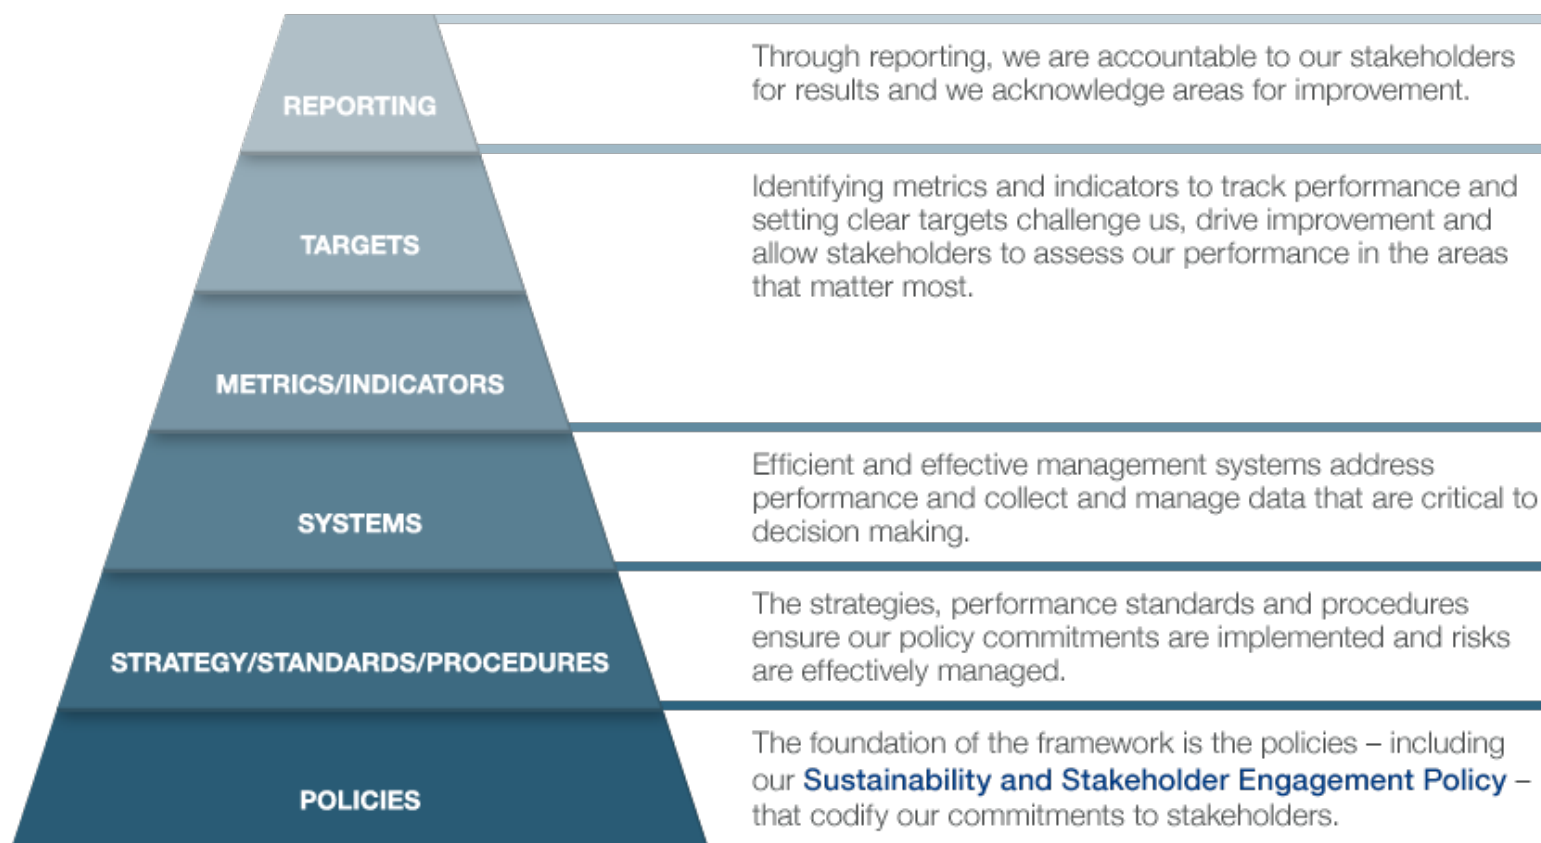 REPORTING
Through reporting, we are accountable to our stakeholders
for results and we acknowledge areas for improvement.
TARGETS
Identifying metrics and indicators to track performance and
setting clear targets challenge us, drive improvement and
allow stakeholders to assess our performance in the areas
that matter most.
METRICS/INDICATORS
SYSTEMS
Efficient and effective management systems address
performance and collect and manage data that are critical to
decision making.
STRATEGY/STANDARDS/PROCEDURES
The strategies, performance standards and procedures
ensure our policy commitments are implemented and risks
are effectively managed.
POLICIES
The foundation of the framework is the policies – including
our Sustainability and Stakeholder Engagement Policy –
that codify our commitments to stakeholders.